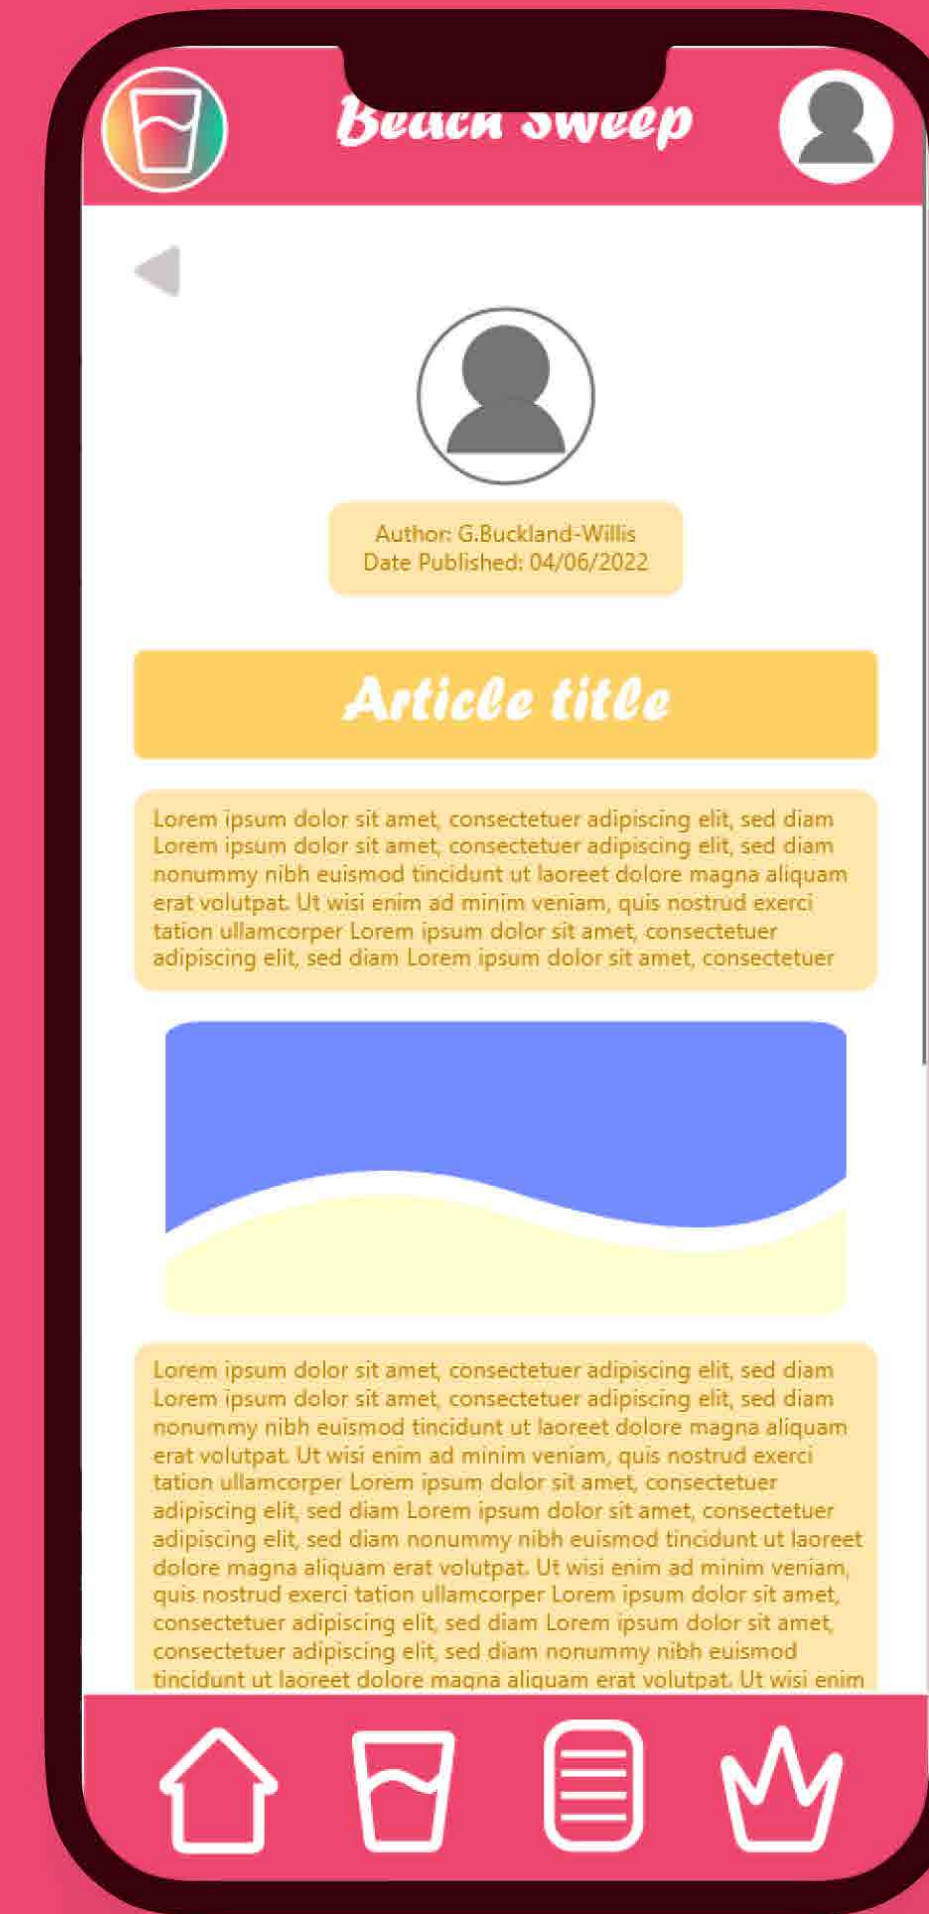 Beach Sweep
Author: G.Buckland-Willis
Date Published: 04/06/2022
Article title
Lorem ipsum dolor sit amet, consectetuer adipiscing elit, sed diam
Lorem ipsum dolor sit amet, consectetuer adipiscing elit, sed diam
nonummy nibh euismod tincidunt ut laoreet dolore magna aliquam
erat volutpat. Ut wisi enim ad minim veniam, quis nostrud exerci
tation ullamcorper Lorem ipsum dolor sit amet, consectetuer
adipiscing elit, sed diam Lorem ipsum dolor sit amet, consectetuer
Lorem ipsum dolor sit amet, consectetuer adipiscing elit, sed diam
Lorem ipsum dolor sit amet, consectetuer adipiscing elit, sed diam
nonummy nibh euismod tincidunt ut laoreet dolore magna aliquam
erat volutpat. Ut wisi enim ad minim veniam, quis nostrud exerci
tation ullamcorper Lorem ipsum dolor sit amet, consectetuer
adipiscing elit, sed diam Lorem ipsum dolor sit amet, consectetuer
adipiscing elit, sed diam nonummy nibh euismod tincidunt ut laoreet
dolore magna aliquam erat volutpat. Ut wisi enim ad minim veniam,
quis nostrud exerci tation ullamcorper Lorem ipsum dolor sit amet,
consectetuer adipiscing elit, sed diam Lorem ipsum dolor sit amet,
consectetuer adipiscing elit, sed diam nonummy nibh euismod
tincidunt ut laoreet dolore magna aliquam erat volutpat. Ut wisi enim